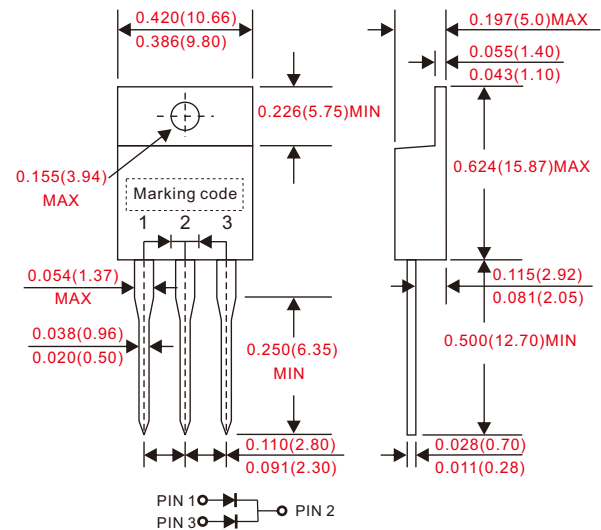 0.420(10.66)
0.386(9.80)
0.197(5.0)MAX
0.055(1.40)
0.043(1.10)
0.226(5.75)MIN
0.155(3.94)
MAX
0.624(15.87)MAX
Marking code
1 2 3
0.054(1.37)
MAX
0.115(2.92)
0.081(2.05)
0.038(0.96)
0.020(0.50)
0.250(6.35)
MIN
0.500(12.70)MIN
0.110(2.80)
0.091(2.30)
0.028(0.70)
0.011(0.28)
PIN 1
PIN 2
PIN 3